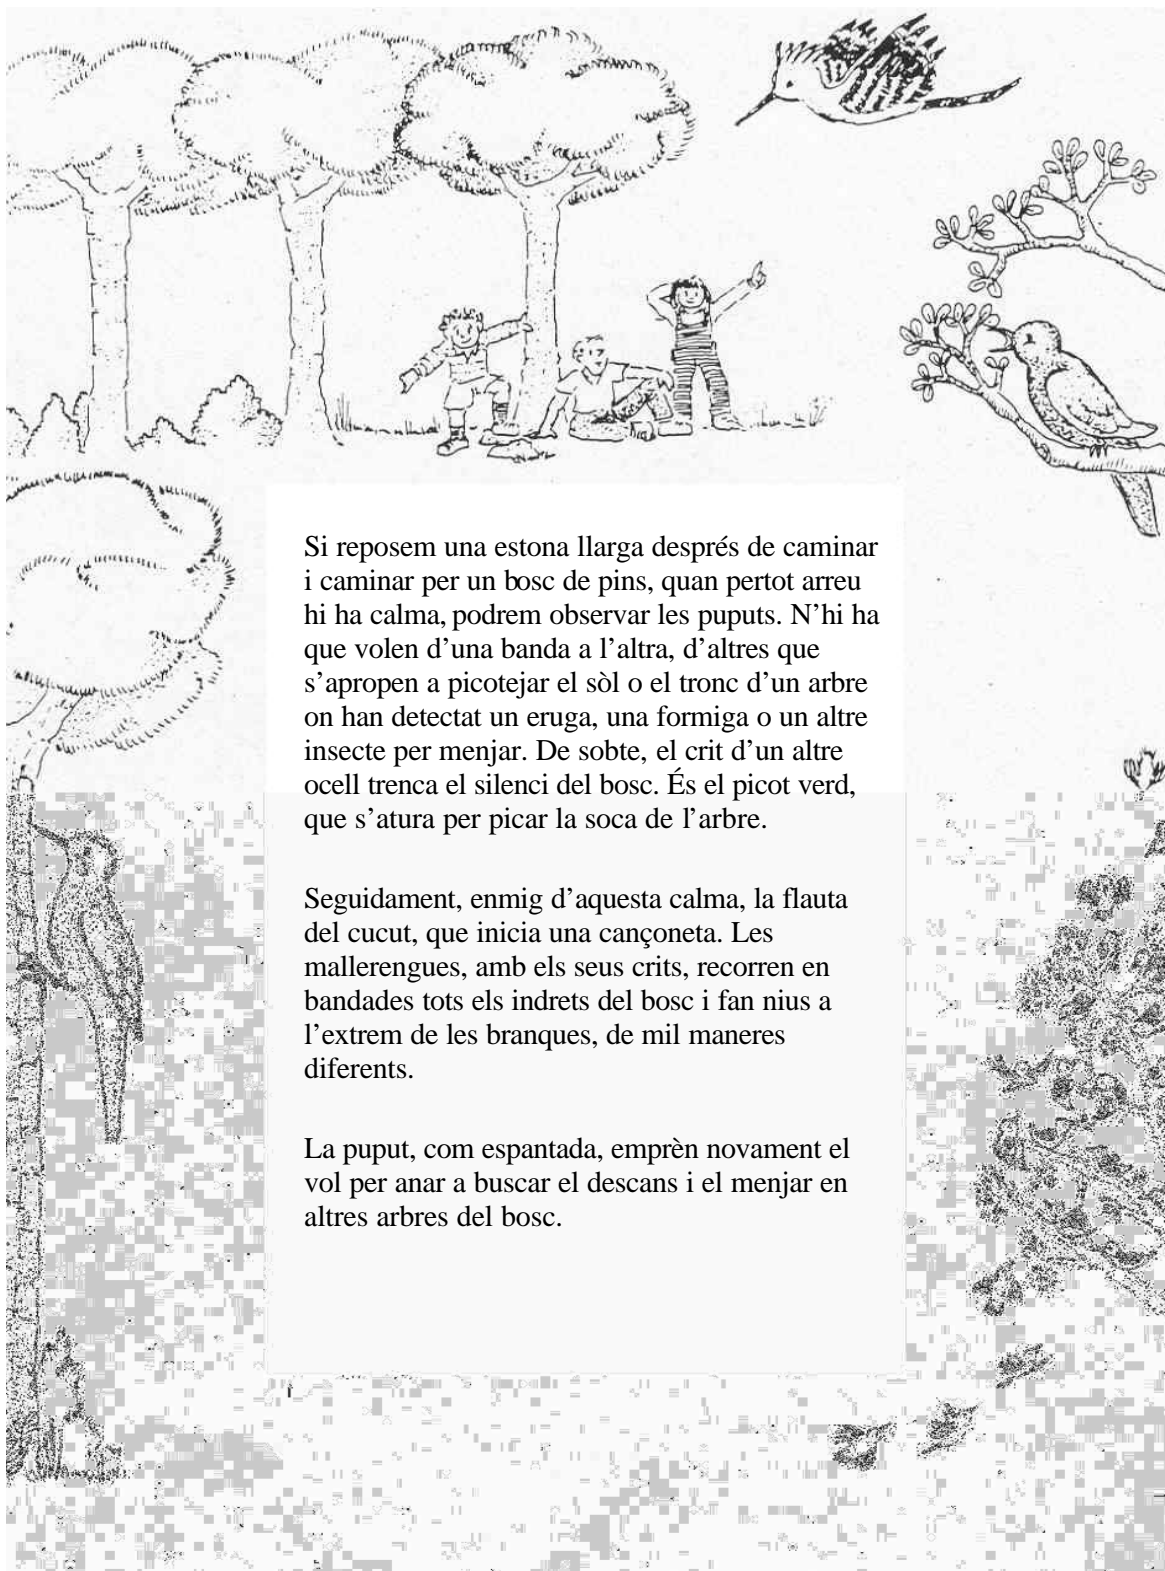 Si reposem una estona llarga després de caminar
i caminar per un bosc de pins, quan pertot arreu
hi ha calma, podrem observar les puputs. N’hi ha
que volen d’una banda a l’altra, d’altres que
s’apropen a picotejar el sòl o el tronc d’un arbre
on han detectat un eruga, una formiga o un altre
insecte per menjar. De sobte, el crit d’un altre
ocell trenca el silenci del bosc. És el picot verd,
que s’atura per picar la soca de l’arbre.

Seguidament, enmig d’aquesta calma, la flauta
del cucut, que inicia una cançoneta. Les
mallerengues, amb els seus crits, recorren en
bandades tots els indrets del bosc i fan nius a
l’extrem de les branques, de mil maneres
diferents.

La puput, com espantada, emprèn novament el
vol per anar a buscar el descans i el menjar en
altres arbres del bosc.